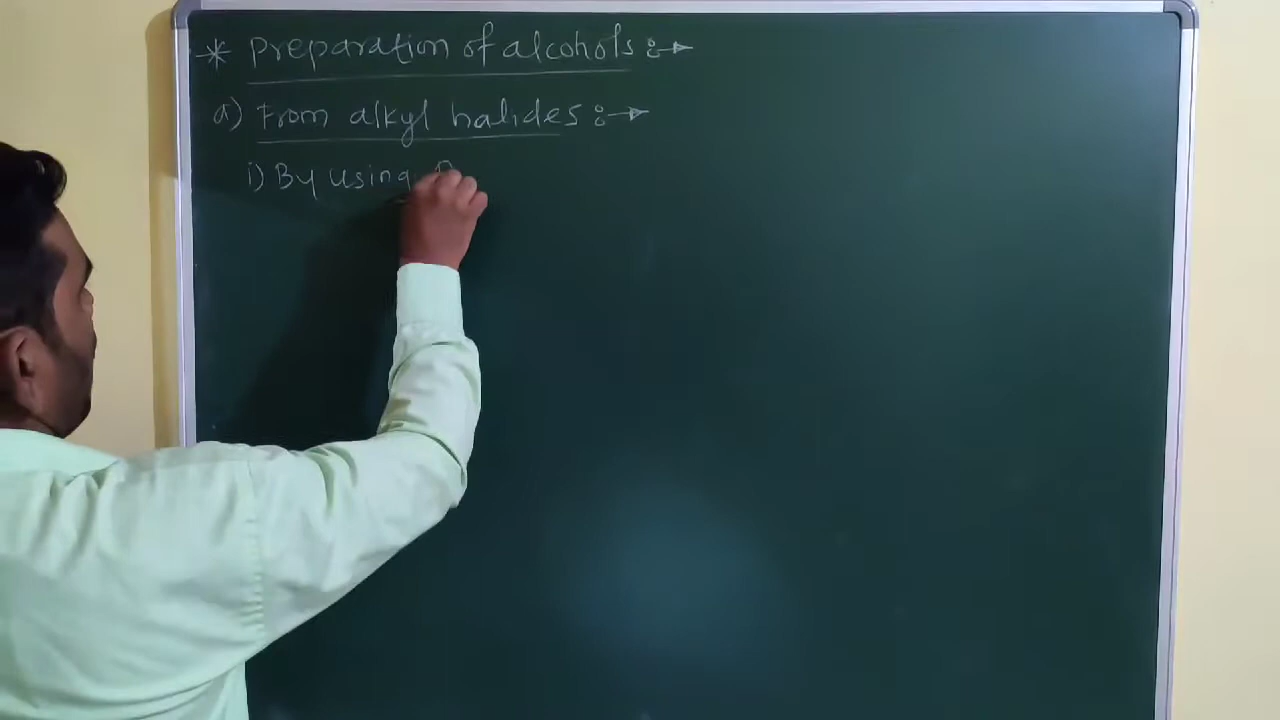 * Preparation of alcohols :→
a) From alkyl halides :→
i) By using